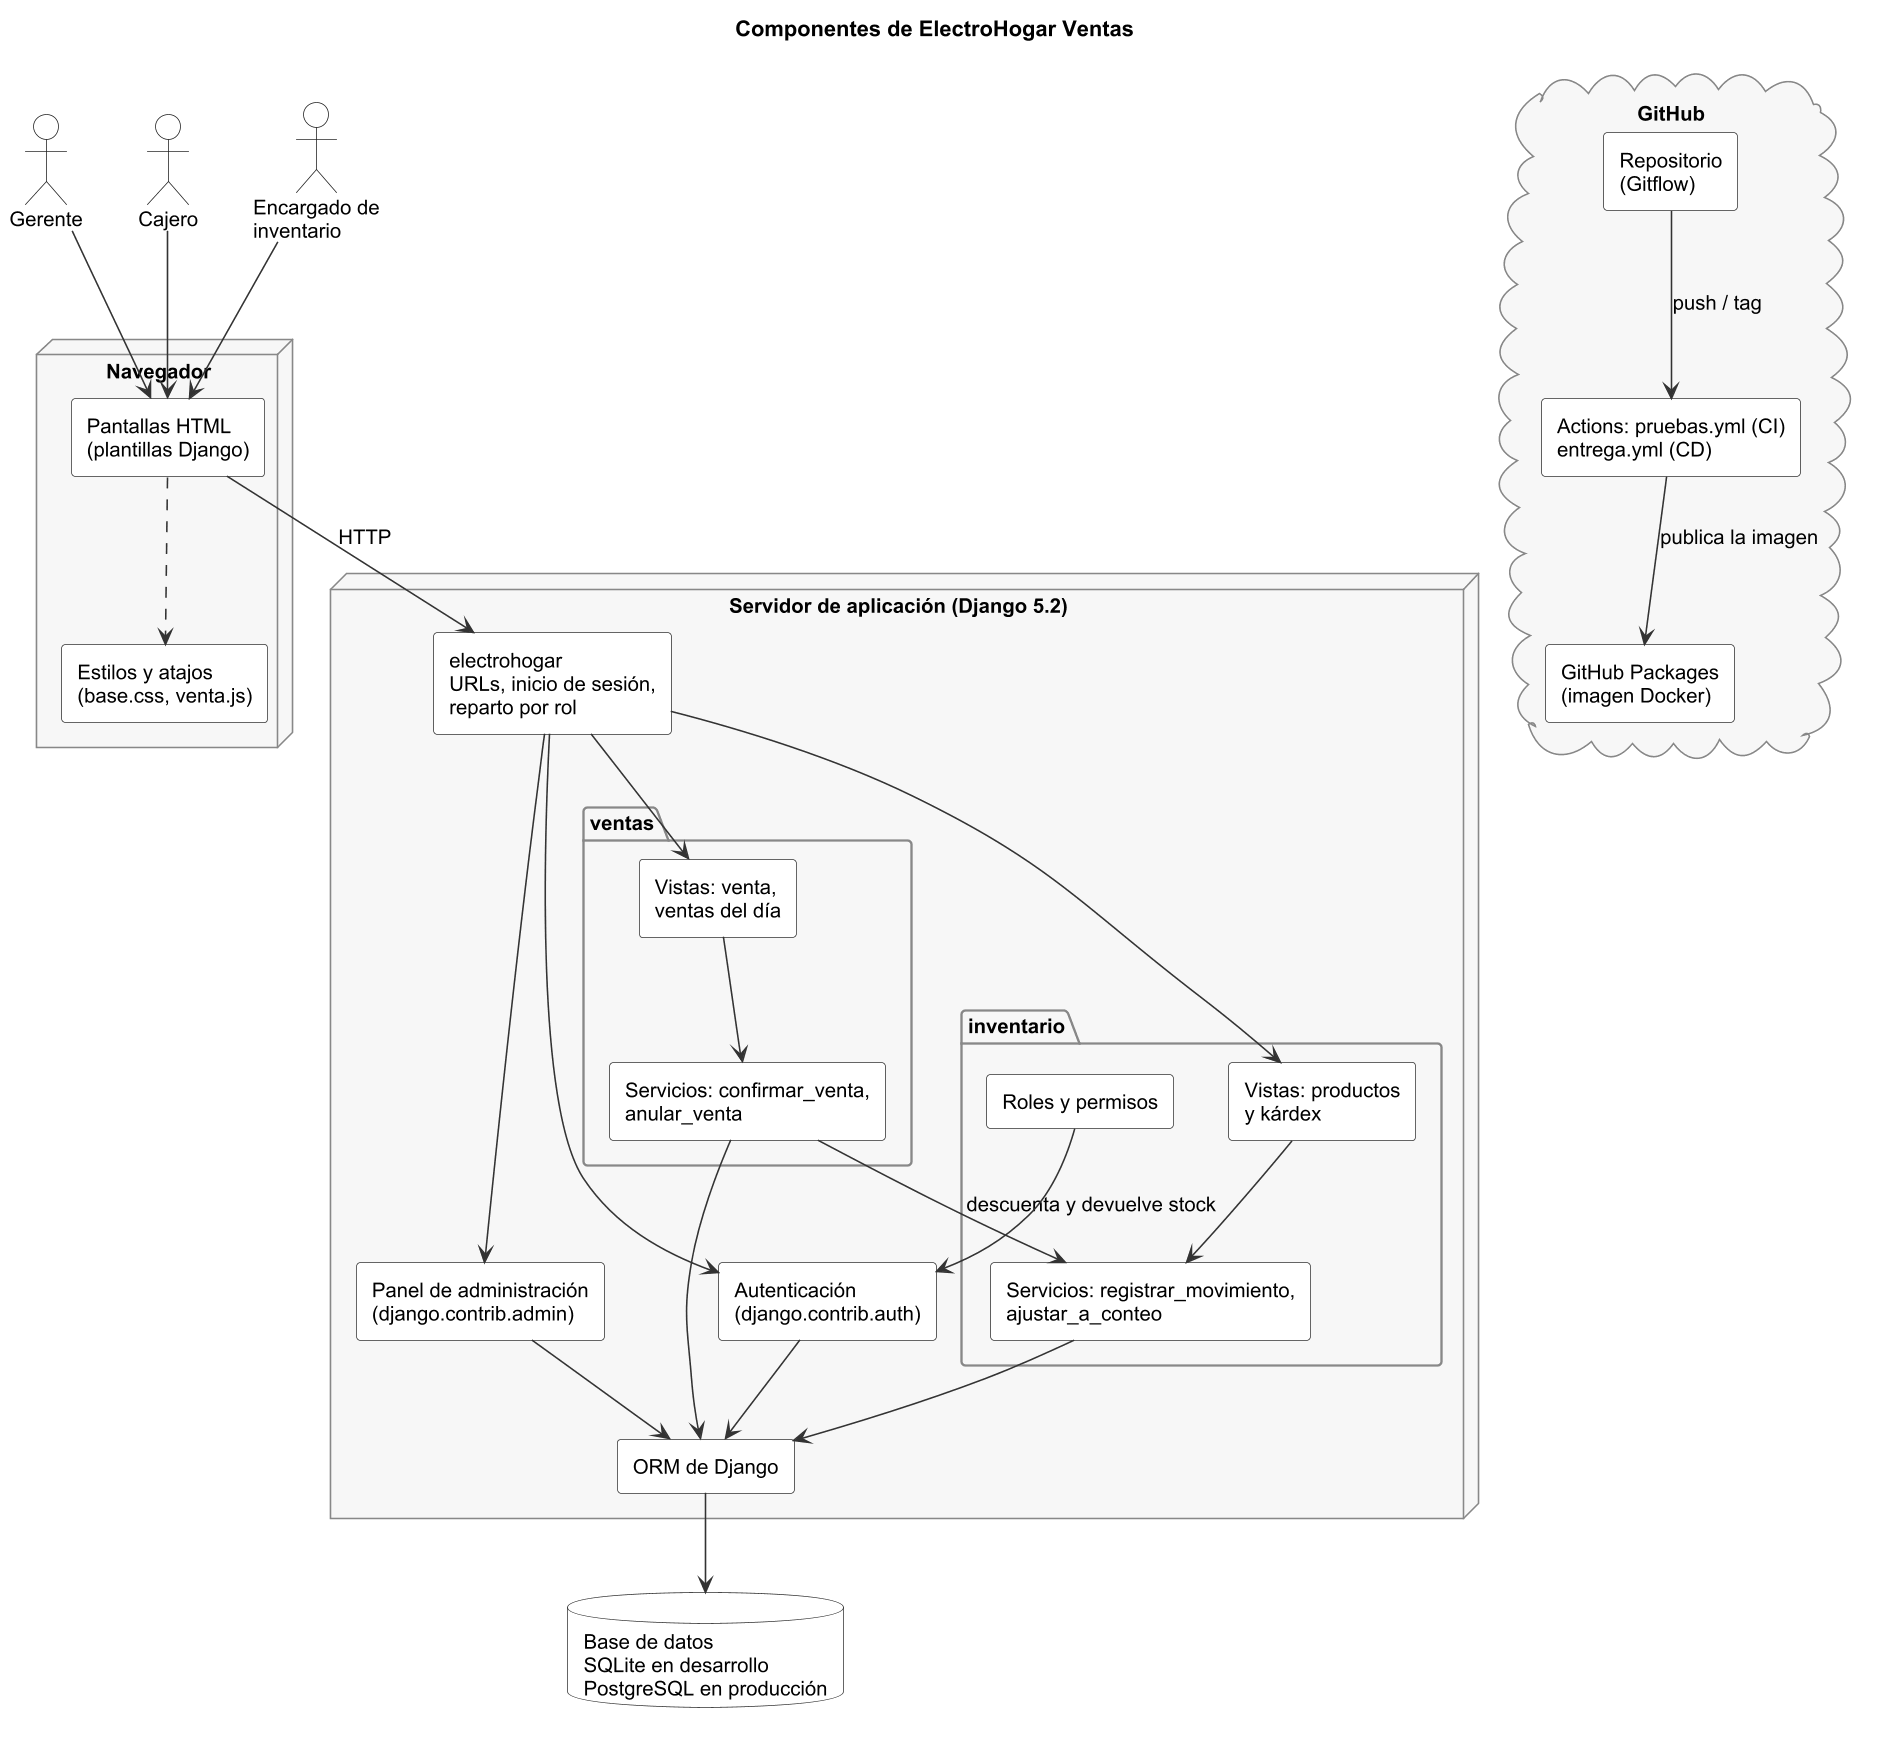 Componentes de ElectroHogar Ventas
Gerente
Cajero
Encargado de
inventario
GitHub
Repositorio
(Gitflow)
push / tag
Navegador
Pantallas HTML
(plantillas Django)
Actions: pruebas.yml (CI)
entrega.yml (CD)
HTTP
publica la imagen
Estilos y atajos
(base.css, venta.js)
GitHub Packages
(imagen Docker)
Servidor de aplicación (Django 5.2)
electrohogar
URLs, inicio de sesión,
reparto por rol
ventas
Vistas: venta,
ventas del día
inventario
Servicios: confirmar_venta,
anular_venta
Roles y permisos
Vistas: productos
y kárdex
descuenta y devuelve stock
Panel de administración
(django.contrib.admin)
Autenticación
(django.contrib.auth)
Servicios: registrar_movimiento,
ajustar_a_conteo
ORM de Django
Base de datos
SQLite en desarrollo
PostgreSQL en producción